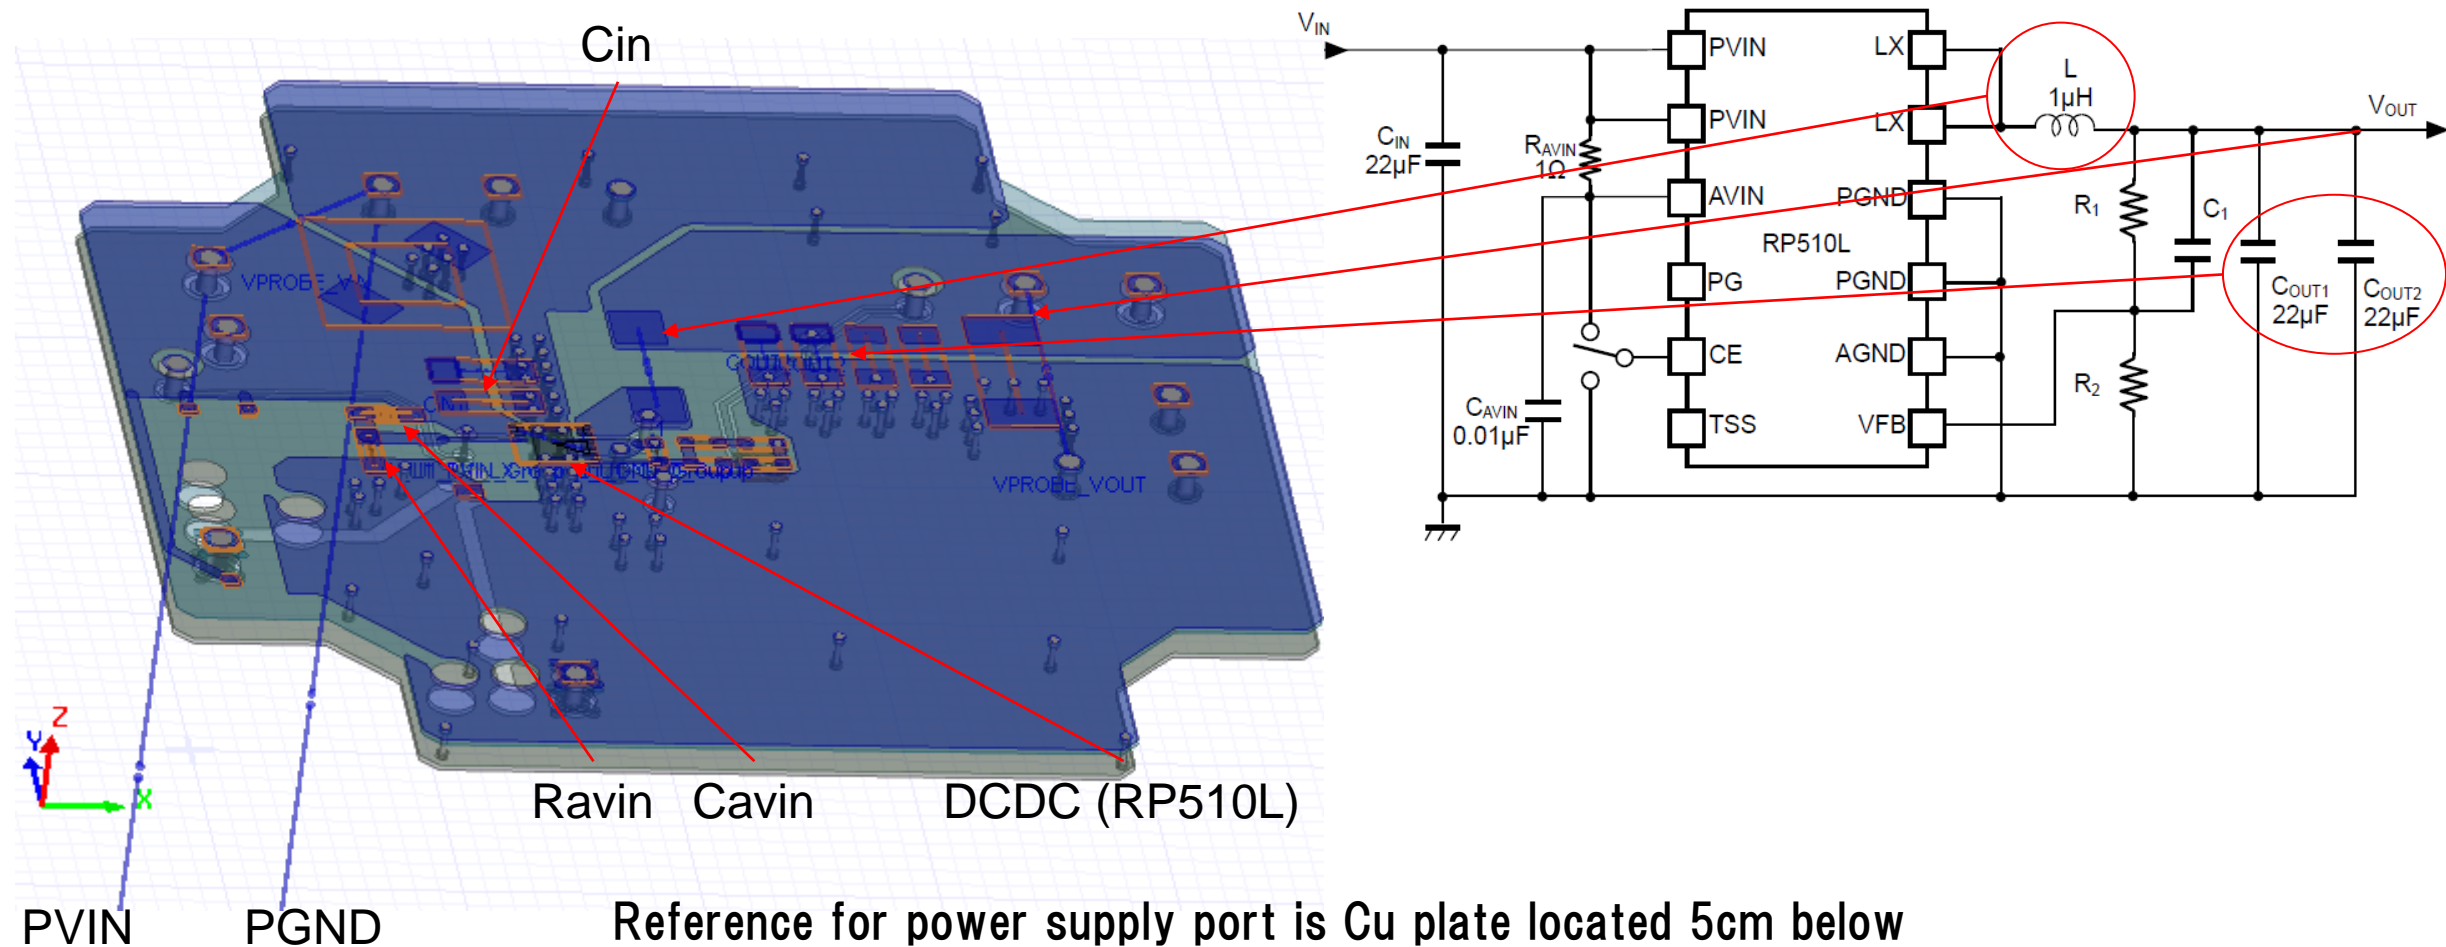 Cin
VPROBE_VIN
VPROBE_VOUT
Z
Y
X
Ravin
Cavin
DCDC (RP510L)
PVIN
PGND
Reference for power supply port is Cu plate located 5cm below
VIN
PVIN
LX
L
1µH
VOUT
PVIN
LX
CIN
22µF
RAVIN
1Ω
AVIN
PGND
R1
C1
RP510L
PG
PGND
COUT1
22µF
COUT2
22µF
CE
AGND
R2
CAVIN
0.01µF
TSS
VFB